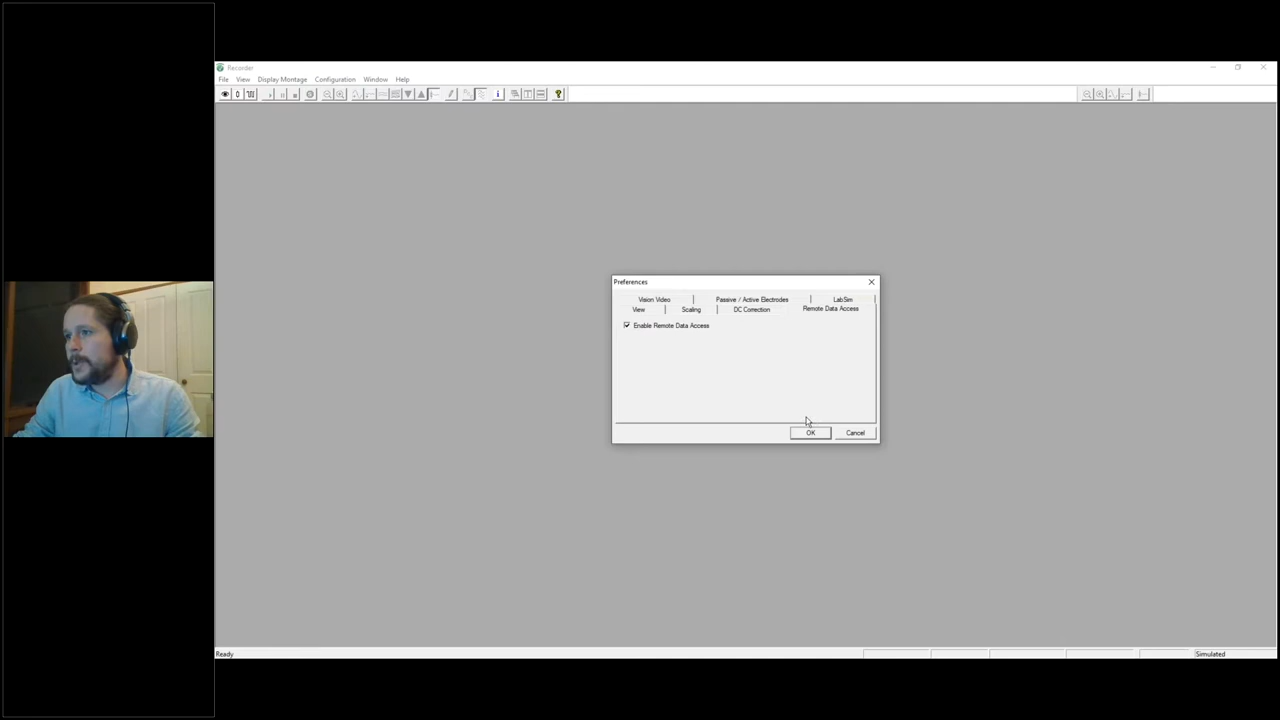 Recorder
File View Display Montage Configuration Window Help
Preferences
Vision Video Passive / Active Electrodes LabSim
View Scaling DC Correction Remote Data Access
Enable Remote Data Access
OK Cancel
Ready Simulated